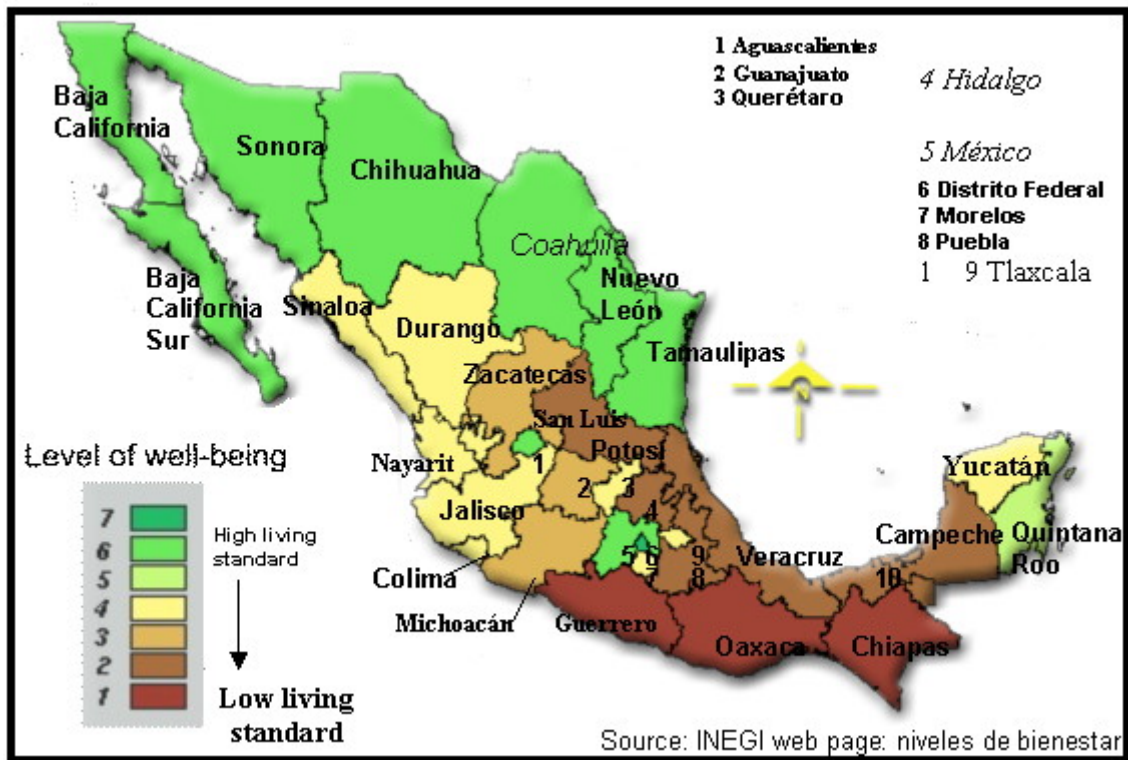 1 Aguascalientes
2 Guanajuato
3 Querétaro
4 Hidalgo
5 México
6 Distrito Federal
7 Morelos
8 Puebla
1 9 Tlaxcala
Baja
California
Sonora
Chihuahua
Coahuila
Nuevo
León
Baja
California
Sur
Sinaloa
Durango
Tamaulipas
Zacatecas
San Luis
Potosí
N
Nayarit
1
2
3
4
Jalisco
Yucatán
Campeche
Quintana
Roo
5
6
9
Veracruz
10
7
8
Colima
Michoacán
Guerrero
Oaxaca
Chiapas
Level of well-being
7
6
5
4
3
2
1
High living
standard
Low living
standard
Source: INEGI web page: niveles de bienestar